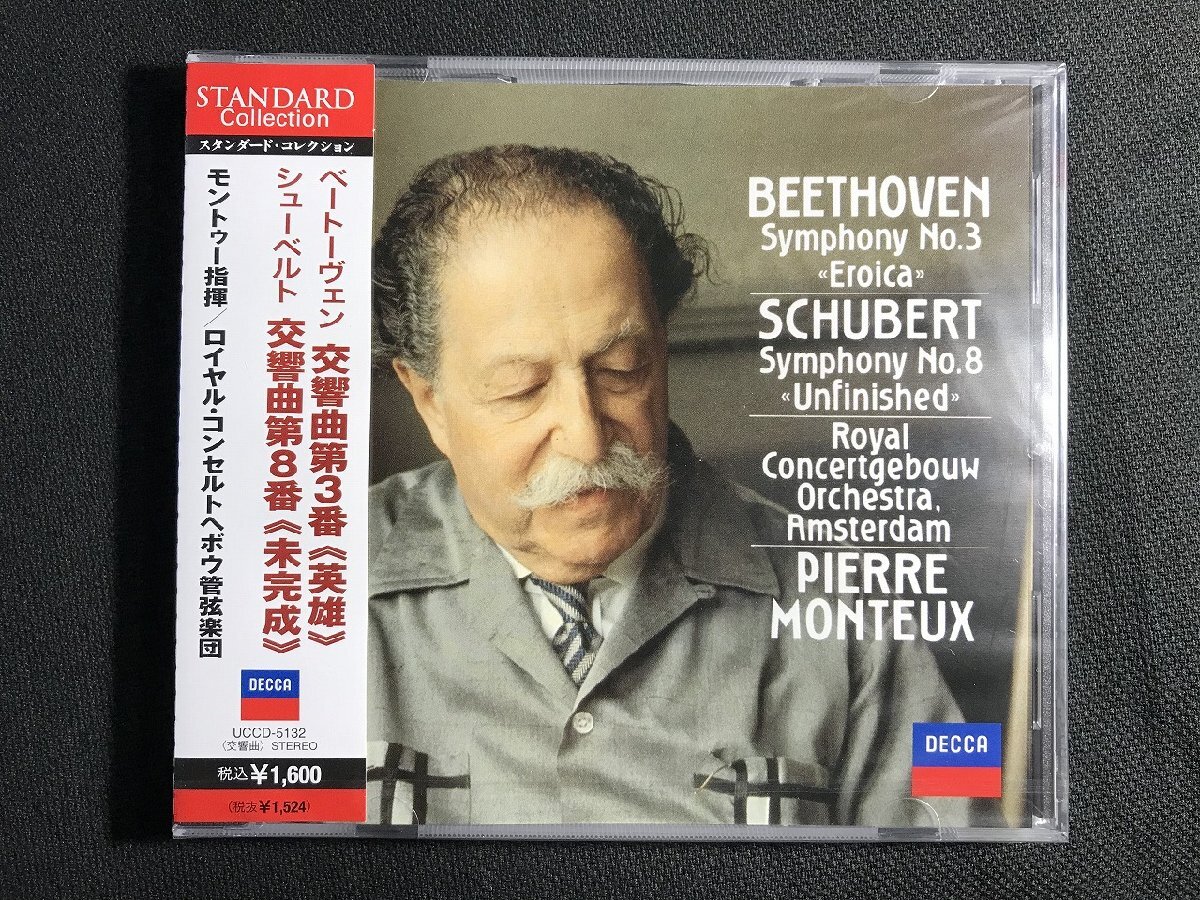 STANDARD
Collection
スタンダード・コレクション
ベートーヴェン 交響曲第3番《英雄》
シューベルト 交響曲第8番《未完成》
モントゥー指揮/ロイヤル・コンセルトヘボウ管弦楽団
DECCA
UCCD-5132
〈交響曲〉 STEREO
税込¥1,600
(税抜¥1,524)
BEETHOVEN
Symphony No.3
«Eroica»
SCHUBERT
Symphony No.8
«Unfinished»
Royal
Concertgebouw
Orchestra,
Amsterdam
PIERRE
MONTEUX
DECCA